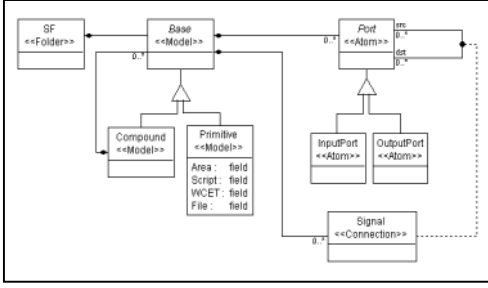 SF
<<Folder>>
Base
<<Model>>
0..*
0..*
Port
<<Atom>>
src
0..*
dst
0..*
Compound
<<Model>>
Primitive
<<Model>>
Area : field
Script : field
WCET : field
File : field
InputPort
<<Atom>>
OutputPort
<<Atom>>
Signal
<<Connection>>
0..*